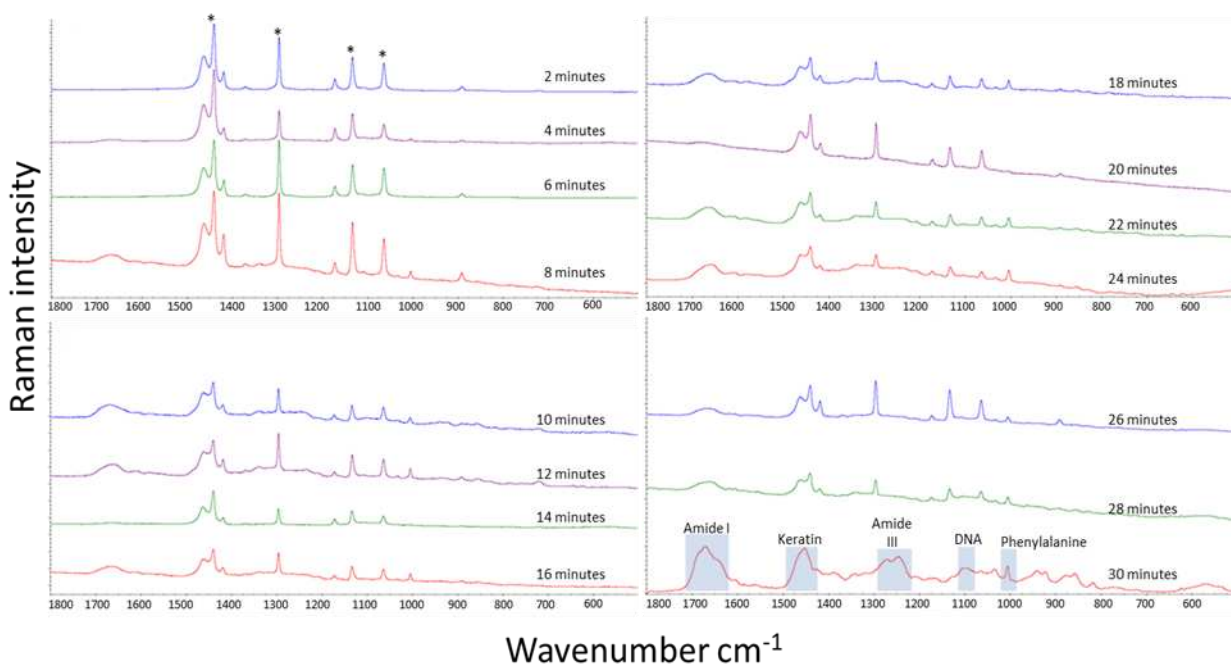 Raman intensity
* * * *
2 minutes
4 minutes
6 minutes
8 minutes
1800 1700 1600 1400 1300 1200 1100 1000 900 800 700 600
18 minutes
20 minutes
22 minutes
24 minutes
1800 1700 1600 1400 1300 1200 1100 1000 900 800 700 600
10 minutes
12 minutes
14 minutes
16 minutes
1800 1700 1600 1400 1300 1200 1100 1000 900 800 700 600
26 minutes
28 minutes
Amide I
Keratin
Amide
III
DNA
Phenylalanine
30 minutes
1800 1700 1600 1400 1300 1200 1100 1000 900 800 700 600
Wavenumber cm-1